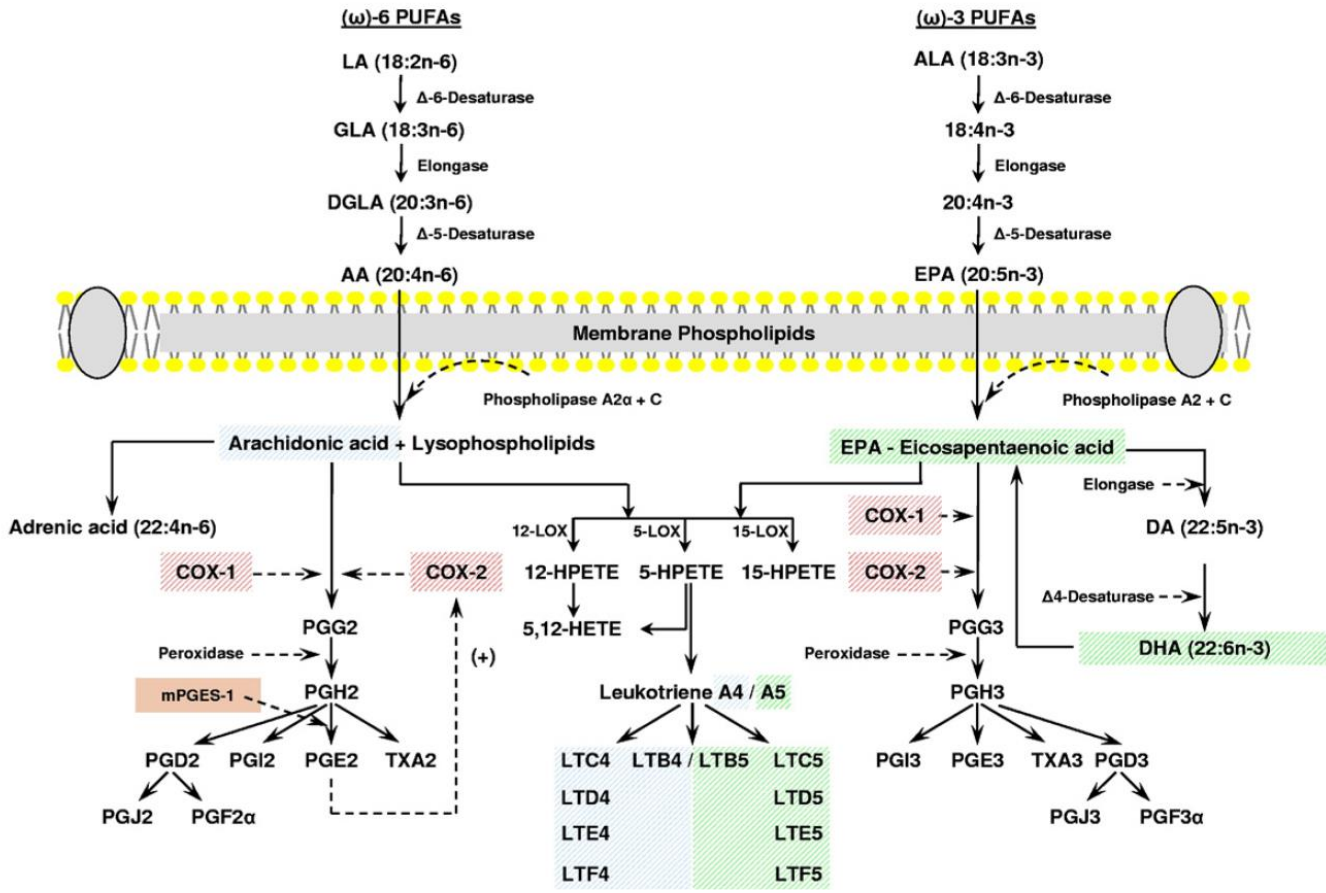 (ω)-6 PUFAs
(ω)-3 PUFAs
LA (18:2n-6)
ALA (18:3n-3)
Δ-6-Desaturase
Δ-6-Desaturase
GLA (18:3n-6)
18:4n-3
Elongase
Elongase
DGLA (20:3n-6)
20:4n-3
Δ-5-Desaturase
Δ-5-Desaturase
AA (20:4n-6)
EPA (20:5n-3)
Membrane Phospholipids
Phospholipase A2α + C
Phospholipase A2 + C
Arachidonic acid + Lysophospholipids
EPA - Eicosapentaenoic acid
Elongase
Adrenic acid (22:4n-6)
12-LOX
5-LOX
15-LOX
COX-1
DA (22:5n-3)
COX-1
COX-2
12-HPETE
5-HPETE
15-HPETE
COX-2
Δ4-Desaturase
PGG2
5,12-HETE
PGG3
DHA (22:6n-3)
Peroxidase
(+)
Peroxidase
mPGES-1
PGH2
Leukotriene A4 / A5
PGH3
PGD2
PGI2
PGE2
TXA2
LTC4
LTB4 / LTB5
LTC5
PGI3
PGE3
TXA3
PGD3
LTD4
LTD5
PGJ2
PGF2α
PGJ3
PGF3α
LTE4
LTE5
LTF4
LTF5